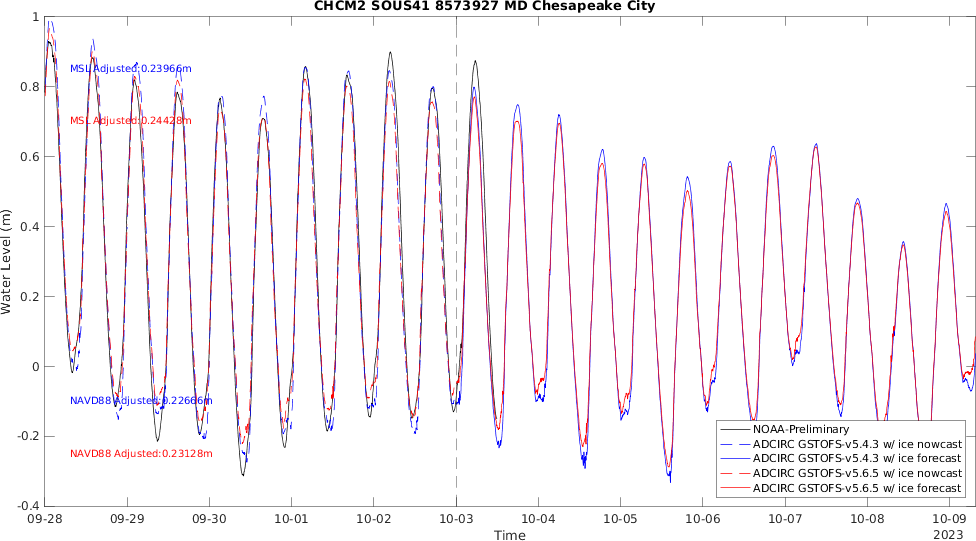 CHCM2 SOUS41 8573927 MD Chesapeake City
1
0.8
0.6
0.4
0.2
0
-0.2
-0.4
Water Level (m)
MSL Adjusted:0.23966m
MSL Adjusted:0.24428m
NAVD88 Adjusted:0.22666m
NAVD88 Adjusted:0.23128m
NOAA-Preliminary
ADCIRC GSTOFS-v5.4.3 w/ ice nowcast
ADCIRC GSTOFS-v5.4.3 w/ ice forecast
ADCIRC GSTOFS-v5.6.5 w/ ice nowcast
ADCIRC GSTOFS-v5.6.5 w/ ice forecast
09-28 09-29 09-30 10-01 10-02 10-03 10-04 10-05 10-06 10-07 10-08 10-09
Time
2023